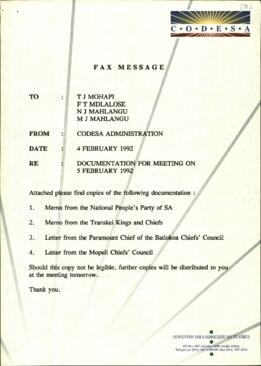 C·O·D·E·S·A
FAX MESSAGE
TO : T J MOHAPI
F T MDLALOSE
N J MAHLANGU
M J MAHLANGU
FROM : CODESA ADMINISTRATION
DATE : 4 FEBRUARY 1992
RE : DOCUMENTATION FOR MEETING ON
5 FEBRUARY 1992
Attached please find copies of the following documentation :
1. Memo from the National People's Party of SA
2. Memo from the Transkei Kings and Chiefs
3. Letter from the Paramount Chief of the Batlokoa Chiefs' Council
4. Letter from the Mopeli Chiefs' Council
Should this copy not be legible, further copies will be distributed to you
at the meeting tomorrow.
Thank you.
CONVENTION FOR A DEMOCRATIC SOUTH AFRICA